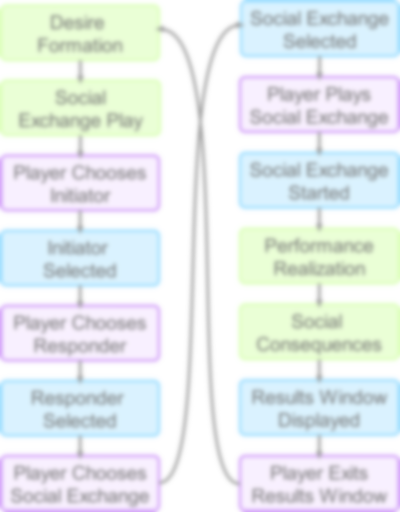 Desire
Formation
Social
Exchange Play
Player Chooses
Initiator
Initiator
Selected
Player Chooses
Responder
Responder
Selected
Player Chooses
Social Exchange
Social Exchange
Selected
Player Plays
Social Exchange
Social Exchange
Started
Performance
Realization
Social
Consequences
Results Window
Displayed
Player Exits
Results Window